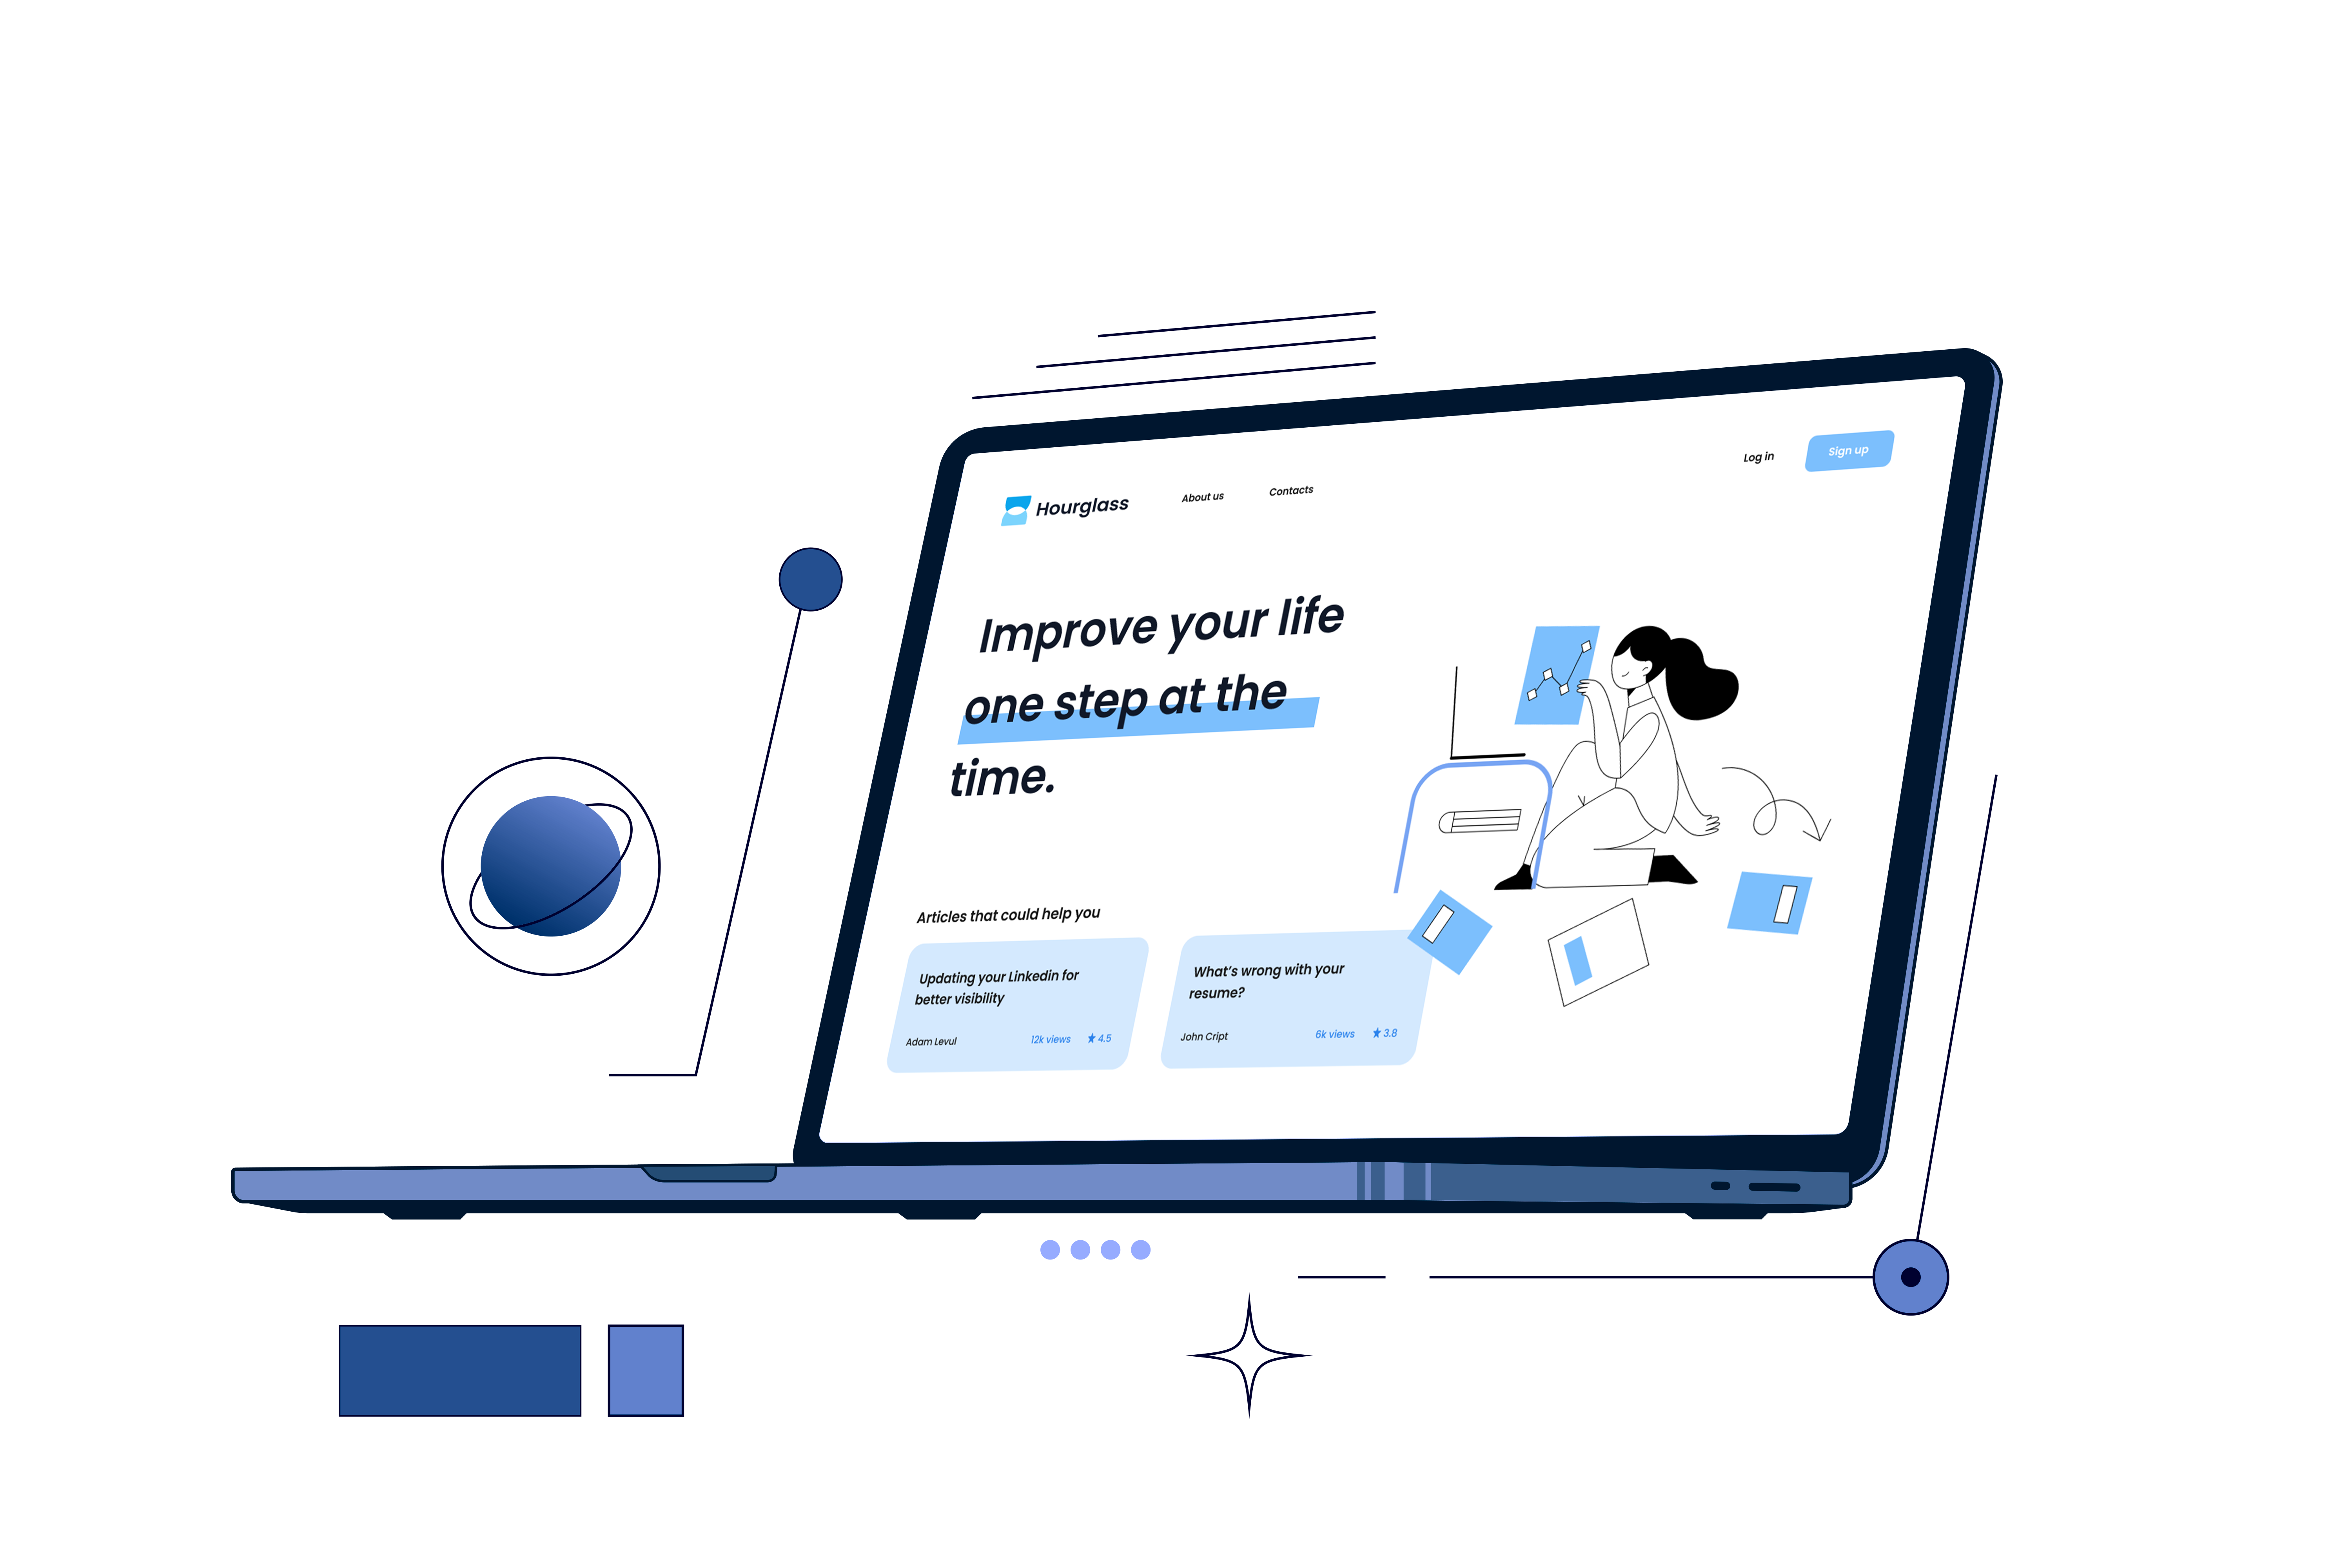 Log in
Sign up
Hourglass
About us
Contacts
Improve your life
one step at the
time.
Articles that could help you
Updating your Linkedin for
better visibility
Adam Levul
12k views
4.5
What's wrong with your
resume?
John Cript
6k views
3.8